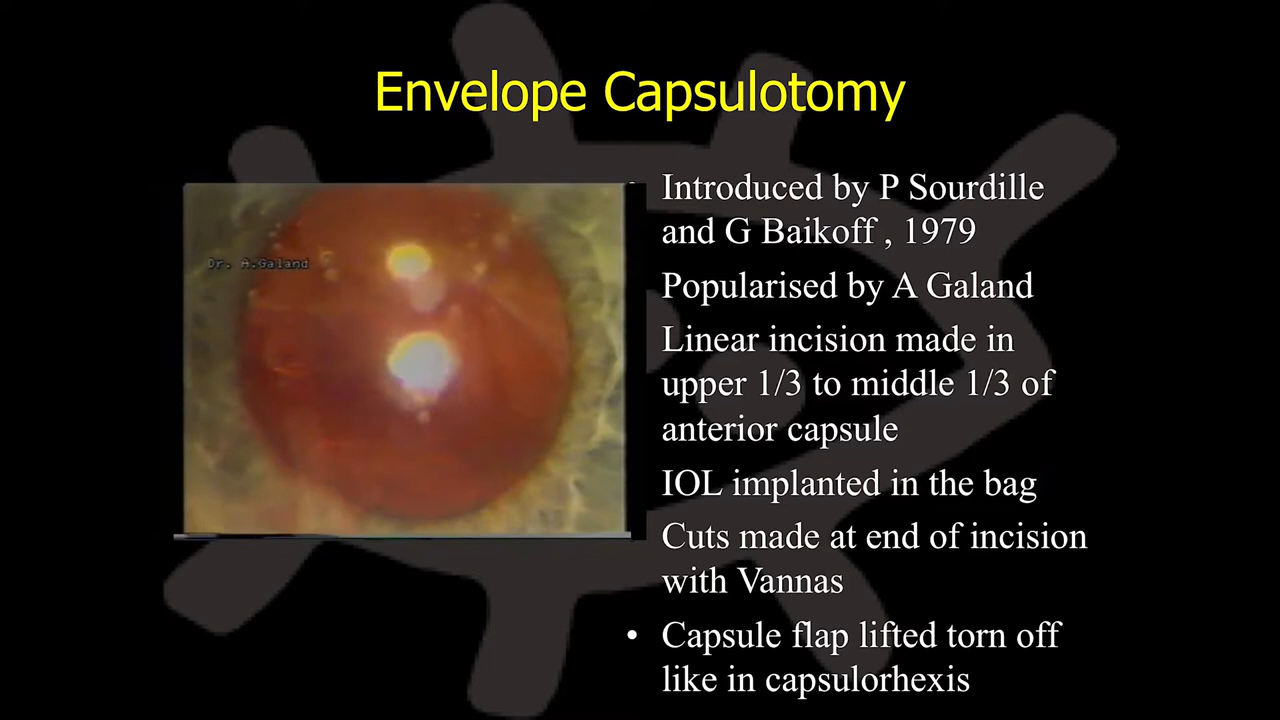 Envelope Capsulotomy
Dr. A.Galand
Introduced by P Sourdille
and G Baikoff , 1979
Popularised by A Galand
Linear incision made in
upper 1/3 to middle 1/3 of
anterior capsule
IOL implanted in the bag
Cuts made at end of incision
with Vannas
• Capsule flap lifted torn off
like in capsulorhexis